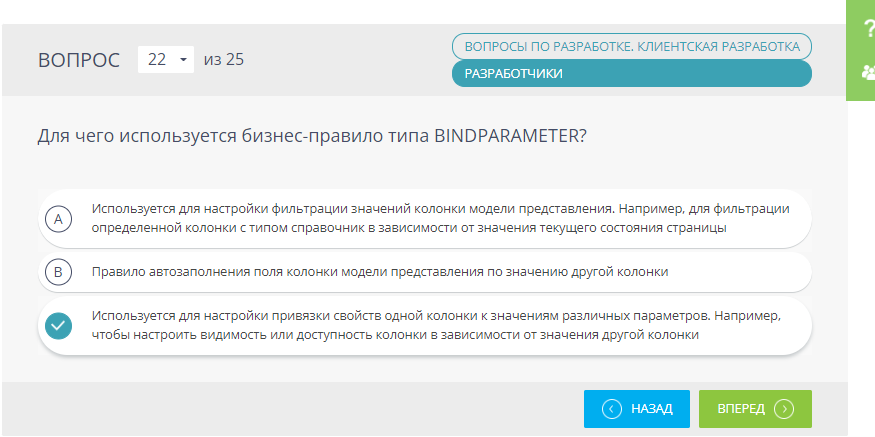 ВОПРОС 22 из 25
ВОПРОСЫ ПО РАЗРАБОТКЕ. КЛИЕНТСКАЯ РАЗРАБОТКА
РАЗРАБОТЧИКИ
?
Для чего используется бизнес-правило типа BINDPARAMETER?
A
Используется для настройки фильтрации значений колонки модели представления. Например, для фильтрации
определенной колонки с типом справочник в зависимости от значения текущего состояния страницы
B
Правило автозаполнения поля колонки модели представления по значению другой колонки
Используется для настройки привязки свойств одной колонки к значениям различных параметров. Например,
чтобы настроить видимость или доступность колонки в зависимости от значения другой колонки
НАЗАД
ВПЕРЕД